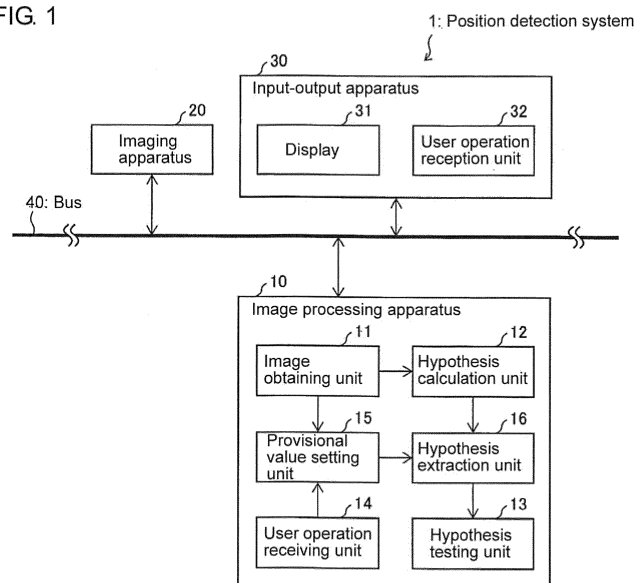 FIG. 1
1: Position detection system
30
Input-output apparatus
20
Imaging
apparatus
31
Display
32
User operation
reception unit
40: Bus
10
Image processing apparatus
11
Image
obtaining unit
12
Hypothesis
calculation unit
15
Provisional
value setting
unit
16
Hypothesis
extraction unit
14
User operation
receiving unit
13
Hypothesis
testing unit